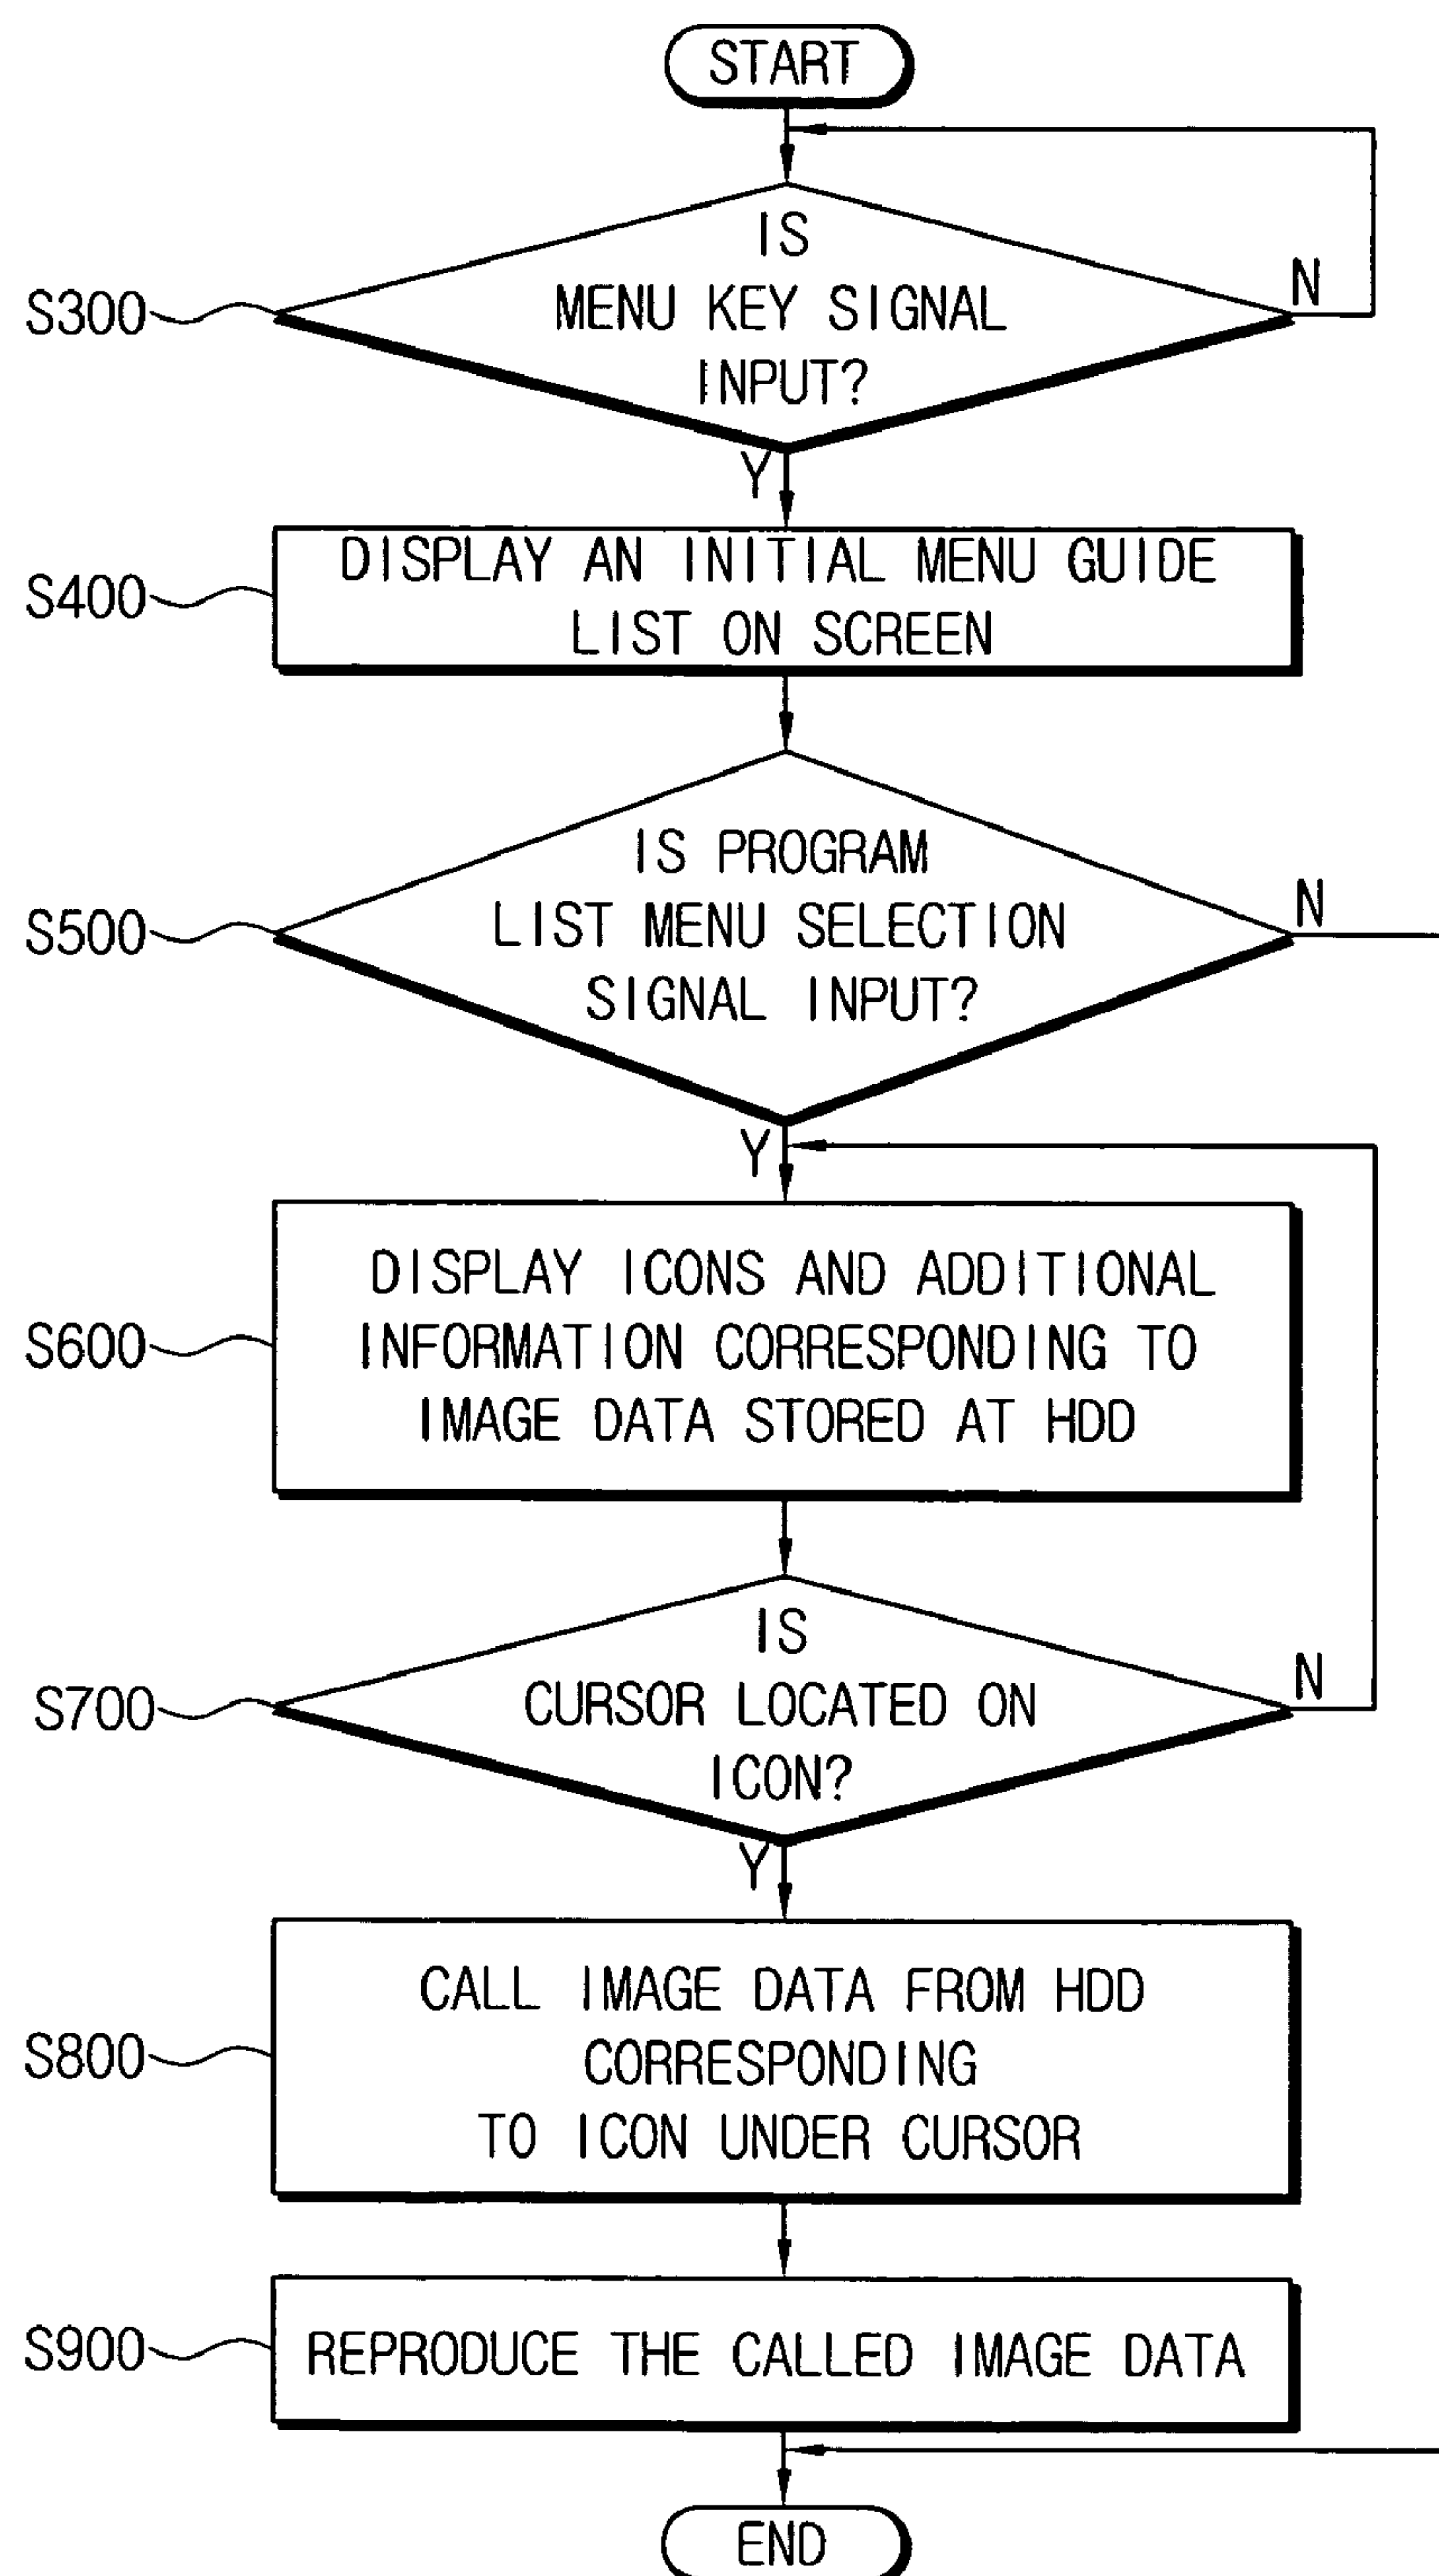 START
IS
MENU KEY SIGNAL
INPUT?
N
S300
Y
DISPLAY AN INITIAL MENU GUIDE
LIST ON SCREEN
S400
IS PROGRAM
LIST MENU SELECTION
SIGNAL INPUT?
N
S500
Y
DISPLAY ICONS AND ADDITIONAL
INFORMATION CORRESPONDING TO
IMAGE DATA STORED AT HDD
S600
IS
CURSOR LOCATED ON
ICON?
N
S700
Y
CALL IMAGE DATA FROM HDD
CORRESPONDING
TO ICON UNDER CURSOR
S800
REPRODUCE THE CALLED IMAGE DATA
S900
END